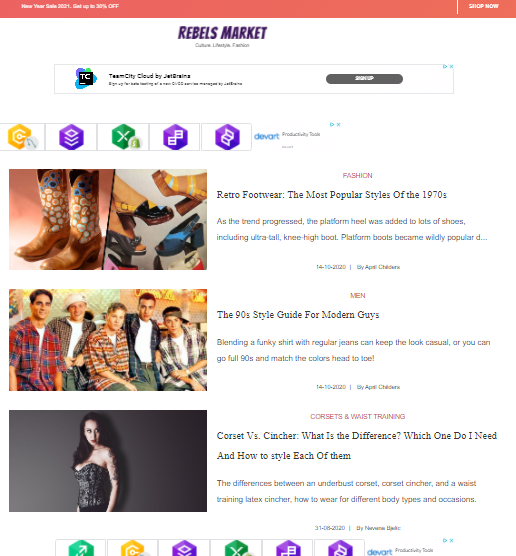 New Year Sale 2021. Get up to 30% OFF
SHOP NOW
REBELS MARKET
Culture. Lifestyle. Fashion
TC
TeamCity Cloud by JetBrains
Sign up for beta testing of a new CI/CD service managed by JetBrains
SIGN UP
devart
Productivity Tools
Devart
FASHION
Retro Footwear: The Most Popular Styles Of the 1970s
As the trend progressed, the platform heel was added to lots of shoes,
including ultra-tall, knee-high boot. Platform boots became wildly popular d...
14-10-2020 | By April Childers
MEN
The 90s Style Guide For Modern Guys
Blending a funky shirt with regular jeans can keep the look casual, or you can
go full 90s and match the colors head to toe!
14-10-2020 | By April Childers
CORSETS & WAIST TRAINING
Corset Vs. Cincher: What Is the Difference? Which One Do I Need
And How to style Each Of them
The differences between an underbust corset, corset cincher, and a waist
training latex cincher, how to wear for different body types and occasions.
31-08-2020 | By Nevena Bjelic
devart
Productivity Tools